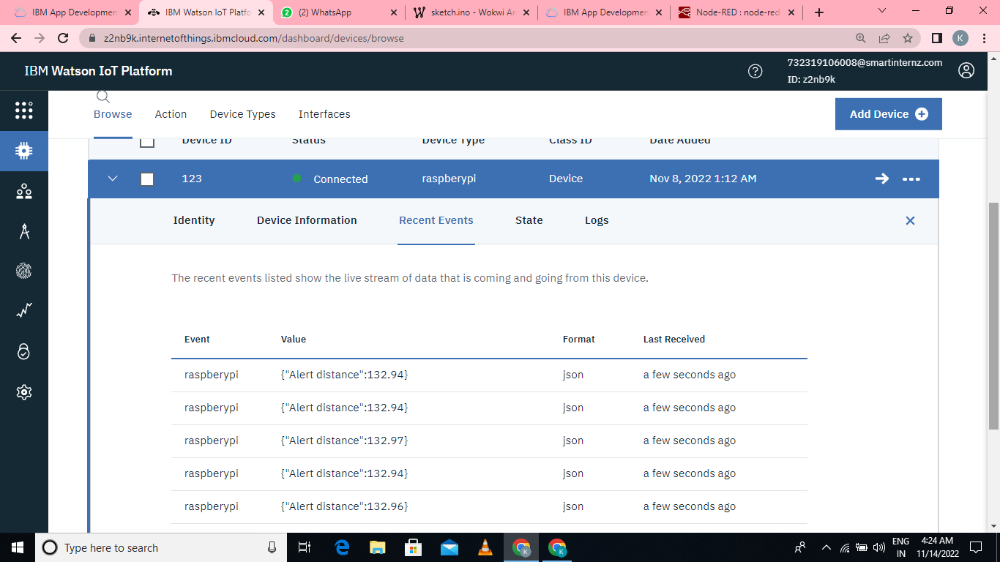 IBM App Developmen
IBM Watson IoT Platfo
(2) WhatsApp
sketch.ino - Wokwi Ar
IBM App Developmen
Node-RED : node-red
z2nb9k.internetofthings.ibmcloud.com/dashboard/devices/browse
K
IBM Watson IoT Platform
732319106008@smartinternz.com
ID: z2nb9k
Browse Action Device Types Interfaces
Add Device
Device ID Status Device Type Class ID Date Added
123 Connected raspberypi Device Nov 8, 2022 1:12 AM
Identity Device Information Recent Events State Logs
The recent events listed show the live stream of data that is coming and going from this device.
Event Value Format Last Received
raspberypi {"Alert distance":132.94} json a few seconds ago
raspberypi {"Alert distance":132.94} json a few seconds ago
raspberypi {"Alert distance":132.97} json a few seconds ago
raspberypi {"Alert distance":132.94} json a few seconds ago
raspberypi {"Alert distance":132.96} json a few seconds ago
Type here to search
K
K
ENG
IN
4:24 AM
11/14/2022